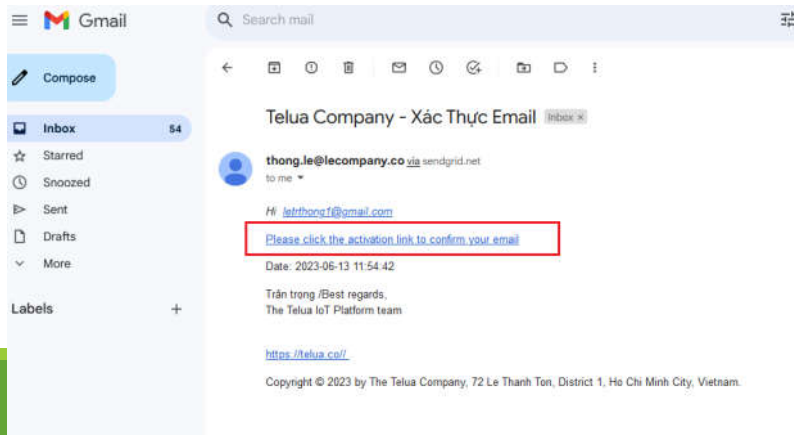 Gmail
Search mail
Compose
Inbox 54
Starred
Snoozed
Sent
Drafts
More
Labels +
Telua Company - Xác Thực Email Inbox ×
thong.le@lecompany.co via sendgrid.net
to me
Hi letrthong1@gmail.com
Please click the activation link to confirm your email
Date: 2023-06-13 11:54:42
Trân trọng /Best regards,
The Telua IoT Platform team
https://telua.co//
Copyright © 2023 by The Telua Company, 72 Le Thanh Ton, District 1, Ho Chi Minh City, Vietnam.